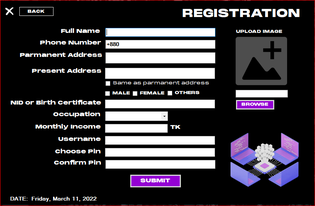 BACK
REGISTRATION
Full Name
UPLOAD IMAGE
Phone Number
+880
Parmanent Address
Present Address
Same as parmanent address
MALE FEMALE OTHERS
NID or Birth Certificate
BROWSE
Occupation
Monthly Income
TK
Username
Choose Pin
Confirm Pin
SUBMIT
DATE: Friday, March 11, 2022